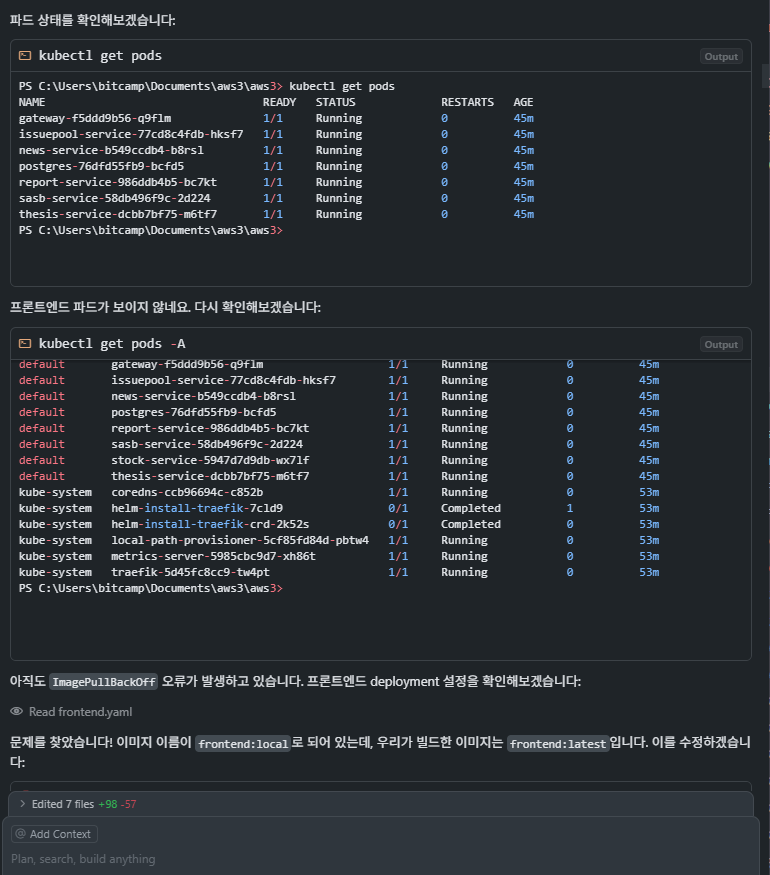 파드 상태를 확인해보겠습니다:
kubectl get pods
Output
PS C:\Users\bitcamp\Documents\aws3\aws3> kubectl get pods
NAME READY STATUS RESTARTS AGE
gateway-f5ddd9b56-q9flm 1/1 Running 0 45m
issuepool-service-77cd8c4fdb-hksf7 1/1 Running 0 45m
news-service-b549ccdb4-b8rsl 1/1 Running 0 45m
postgres-76dfd55fb9-bcfd5 1/1 Running 0 45m
report-service-986ddb4b5-bc7kt 1/1 Running 0 45m
sasb-service-58db496f9c-2d224 1/1 Running 0 45m
thesis-service-dcbb7bf75-m6tf7 1/1 Running 0 45m
PS C:\Users\bitcamp\Documents\aws3\aws3>
프론트엔드 파드가 보이지 않네요. 다시 확인해보겠습니다:
kubectl get pods -A
Output
default gateway-f5ddd9b56-q9flm 1/1 Running 0 45m
default issuepool-service-77cd8c4fdb-hksf7 1/1 Running 0 45m
default news-service-b549ccdb4-b8rsl 1/1 Running 0 45m
default postgres-76dfd55fb9-bcfd5 1/1 Running 0 45m
default report-service-986ddb4b5-bc7kt 1/1 Running 0 45m
default sasb-service-58db496f9c-2d224 1/1 Running 0 45m
default stock-service-5947d7d9db-wx7lf 1/1 Running 0 45m
default thesis-service-dcbb7bf75-m6tf7 1/1 Running 0 45m
kube-system coredns-ccb96694c-c852b 1/1 Running 0 53m
kube-system helm-install-traefik-7cld9 0/1 Completed 1 53m
kube-system helm-install-traefik-crd-2k52s 0/1 Completed 0 53m
kube-system local-path-provisioner-5cf85fd84d-pbtw4 1/1 Running 0 53m
kube-system metrics-server-5985cbc9d7-xh86t 1/1 Running 0 53m
kube-system traefik-5d45fc8cc9-tw4pt 1/1 Running 0 53m
PS C:\Users\bitcamp\Documents\aws3\aws3>
아직도 ImagePullBackOff 오류가 발생하고 있습니다. 프론트엔드 deployment 설정을 확인해보겠습니다:
Read frontend.yaml
문제를 찾았습니다! 이미지 이름이 frontend:local로 되어 있는데, 우리가 빌드한 이미지는 frontend:latest입니다. 이를 수정하겠습니
다:
> Edited 7 files +98 -57
@ Add Context
Plan, search, build anything